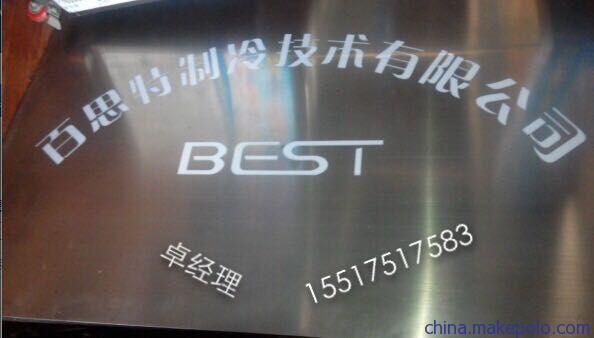 百思特制冷技术有限公司
BEST
卓经理 15517517583
china.makepolo.com